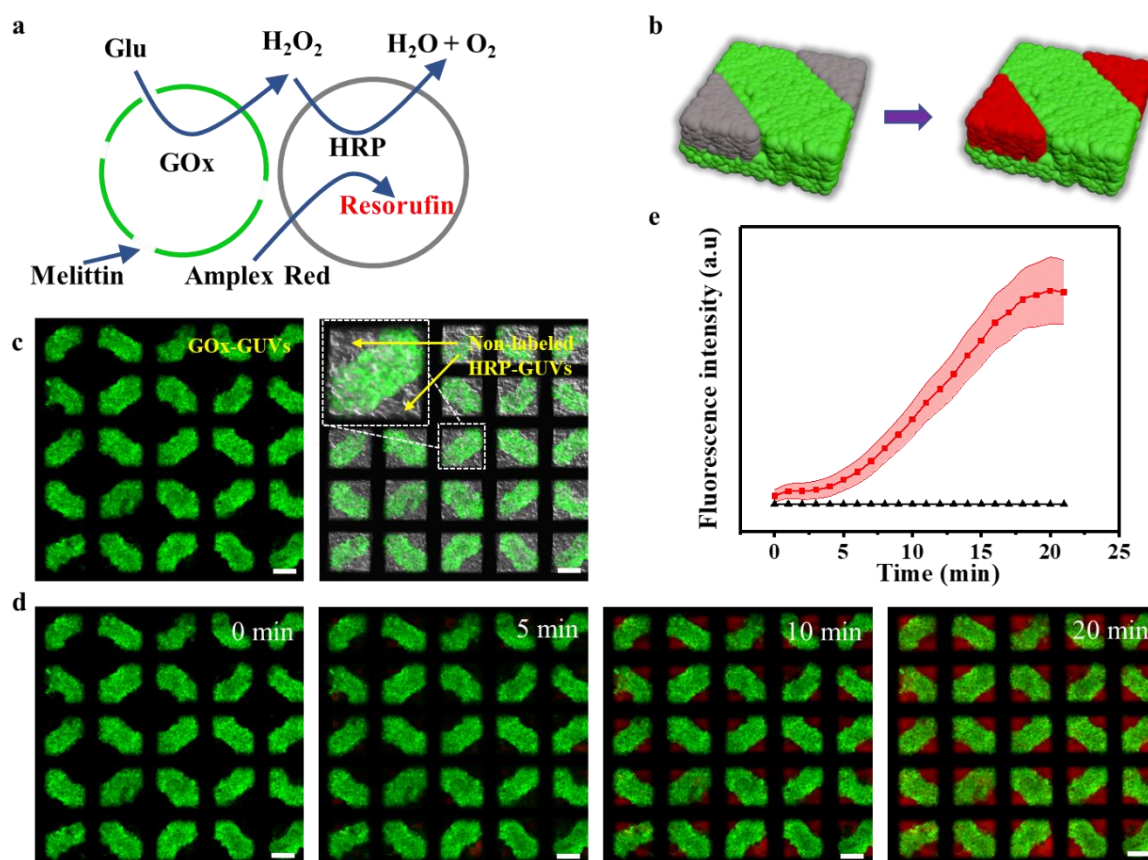 a
Glu
H₂O₂
H₂O + O₂
GOx
HRP
Resorufin
Melittin
Amplex Red
b
c
GOx-GUVs
Non-labeled
HRP-GUVs
d
0 min
5 min
10 min
20 min
e
Fluorescence intensity (a.u)
0
5
10
15
20
25
Time (min)